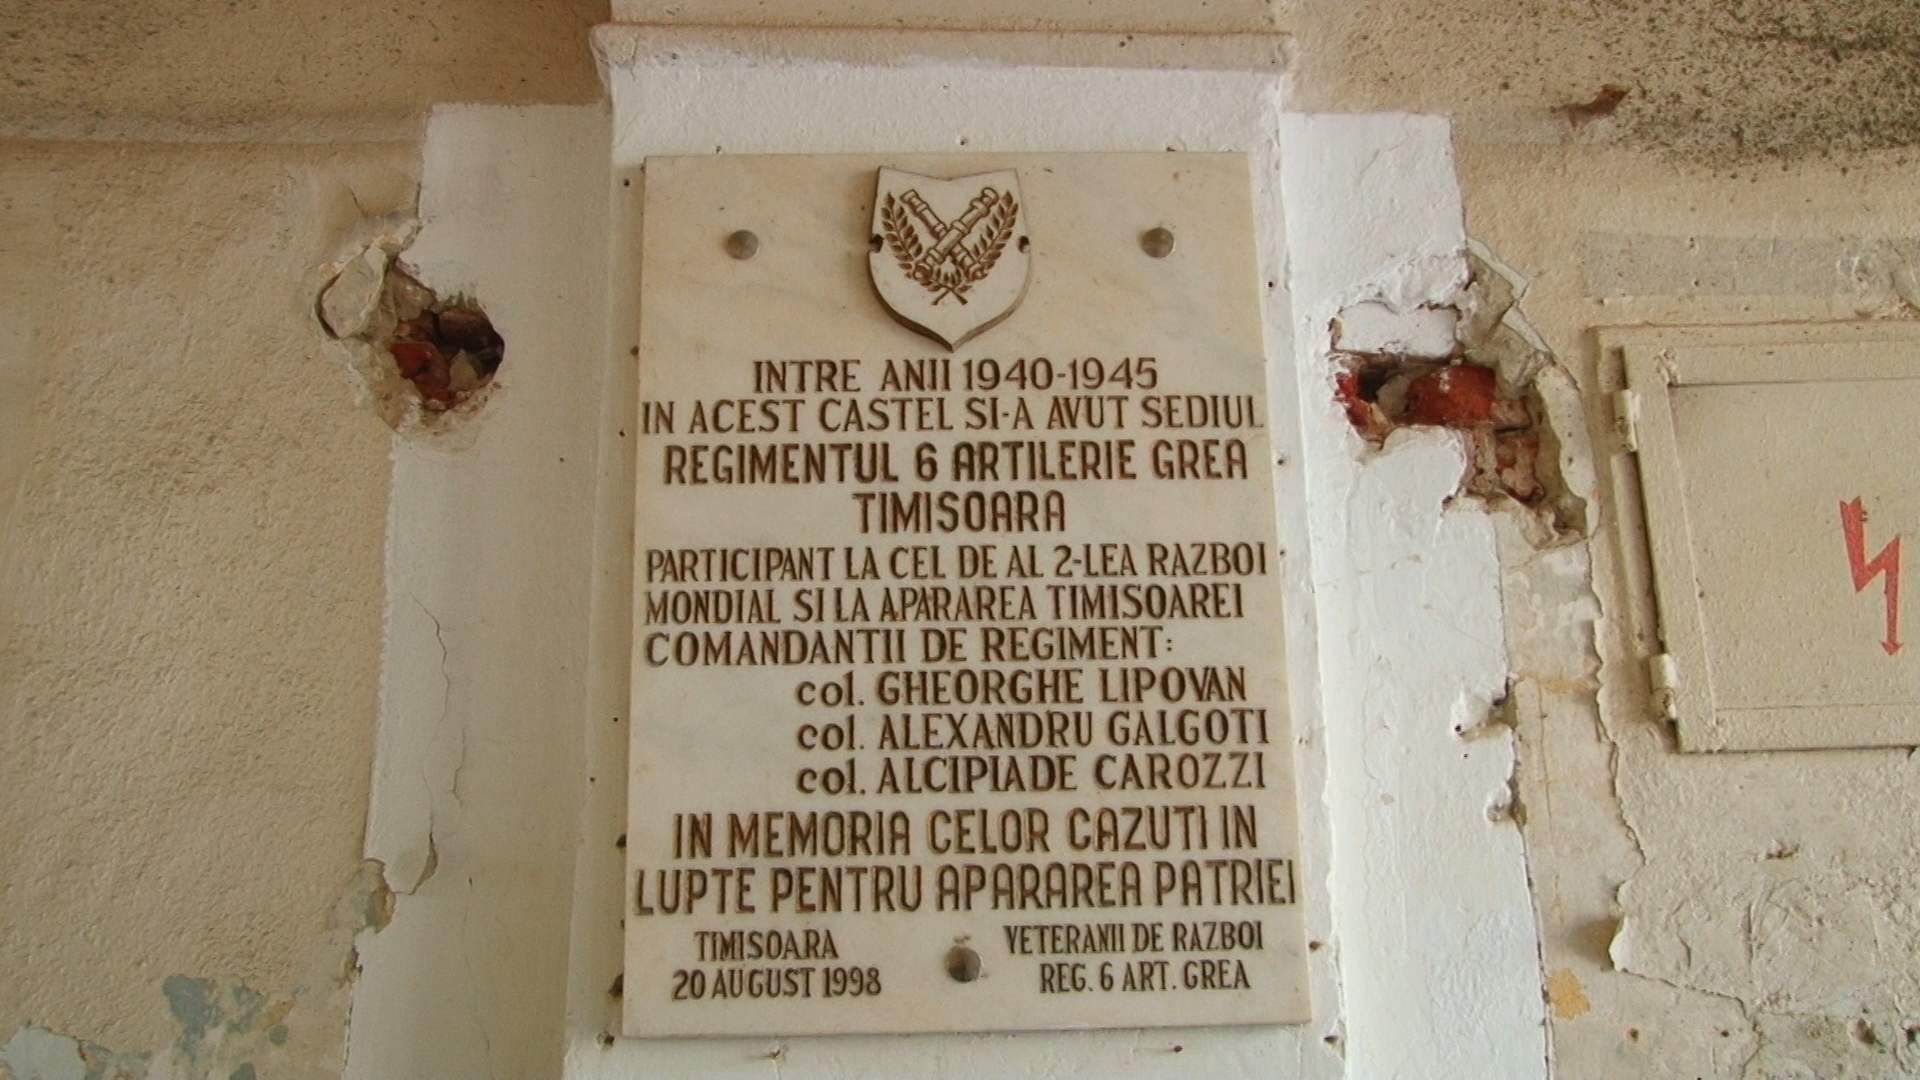 INTRE ANII 1940-1945
IN ACEST CASTEL SI-A AVUT SEDIUL
REGIMENTUL 6 ARTILERIE GREA
TIMISOARA
PARTICIPANT LA CEL DE AL 2-LEA RAZBOI
MONDIAL SI LA APARAREA TIMISOAREI
COMANDANTII DE REGIMENT:
col. GHEORGHE LIPOVAN
col. ALEXANDRU GALGOTI
col. ALCIPIADE CAROZZI
IN MEMORIA CELOR CAZUTI IN
LUPTE PENTRU APARAREA PATRIEI
TIMISOARA
20 AUGUST 1998
VETERANII DE RAZBOI
REG. 6 ART. GREA